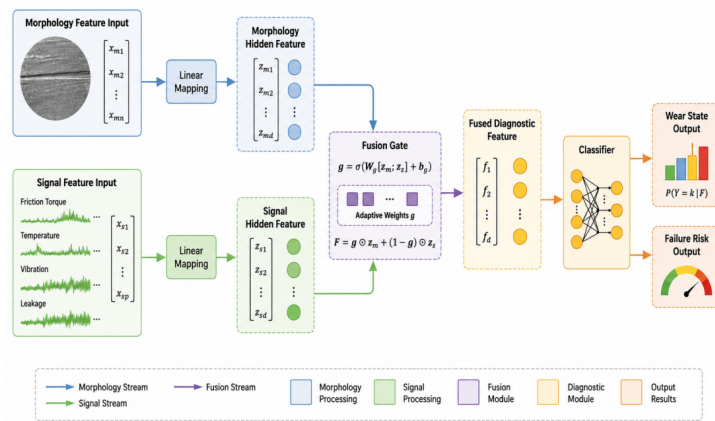 Morphology Feature Input
x_{m1}
x_{m2}
⋮
x_{mn}
Linear
Mapping
Morphology
Hidden Feature
z_{m1}
z_{m2}
⋮
z_{md}
⋮
Signal Feature Input
Friction Torque
...
Temperature
...
Vibration
...
Leakage
...
x_{s1}
x_{s2}
⋮
x_{sp}
Linear
Mapping
Signal
Hidden Feature
z_{s1}
z_{s2}
⋮
z_{sd}
⋮
Fusion Gate
g = σ(W_g[z_m; z_s] + b_g)
...
Adaptive Weights g
F = g ⊙ z_m + (1 − g) ⊙ z_s
Fused Diagnostic
Feature
f_1
f_2
⋮
f_d
⋮
Classifier
Wear State
Output
P(Y = k | F)
Failure Risk
Output
Morphology Stream
Signal Stream
Fusion Stream
Morphology
Processing
Signal
Processing
Fusion
Module
Diagnostic
Module
Output
Results